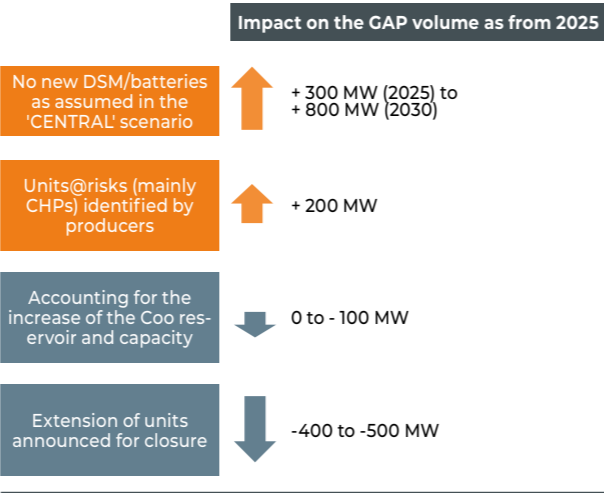 Impact on the GAP volume as from 2025
No new DSM/batteries
as assumed in the
'CENTRAL' scenario
+ 300 MW (2025) to
+ 800 MW (2030)
Units@risks (mainly
CHPs) identified by
producers
+ 200 MW
Accounting for the
increase of the Coo res-
ervoir and capacity
0 to - 100 MW
Extension of units
announced for closure
-400 to -500 MW